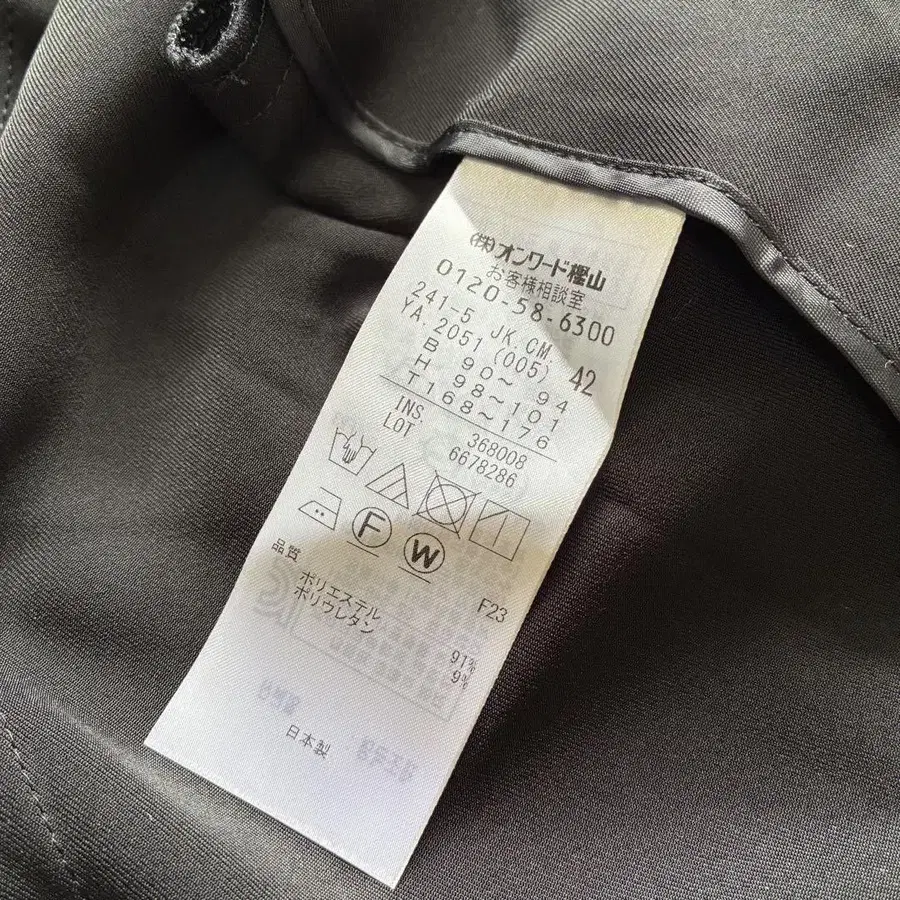 (株)オンワード樫山
お客様相談室
0120-58-6300
241-5 JK.CM.
YA.2051(005) 42
B 90～ 94
H 98～101
T168～176
INS. 368008
LOT 6678286
F W
F23
品質
ポリエステル 91%
ポリウレタン 9%
日本製